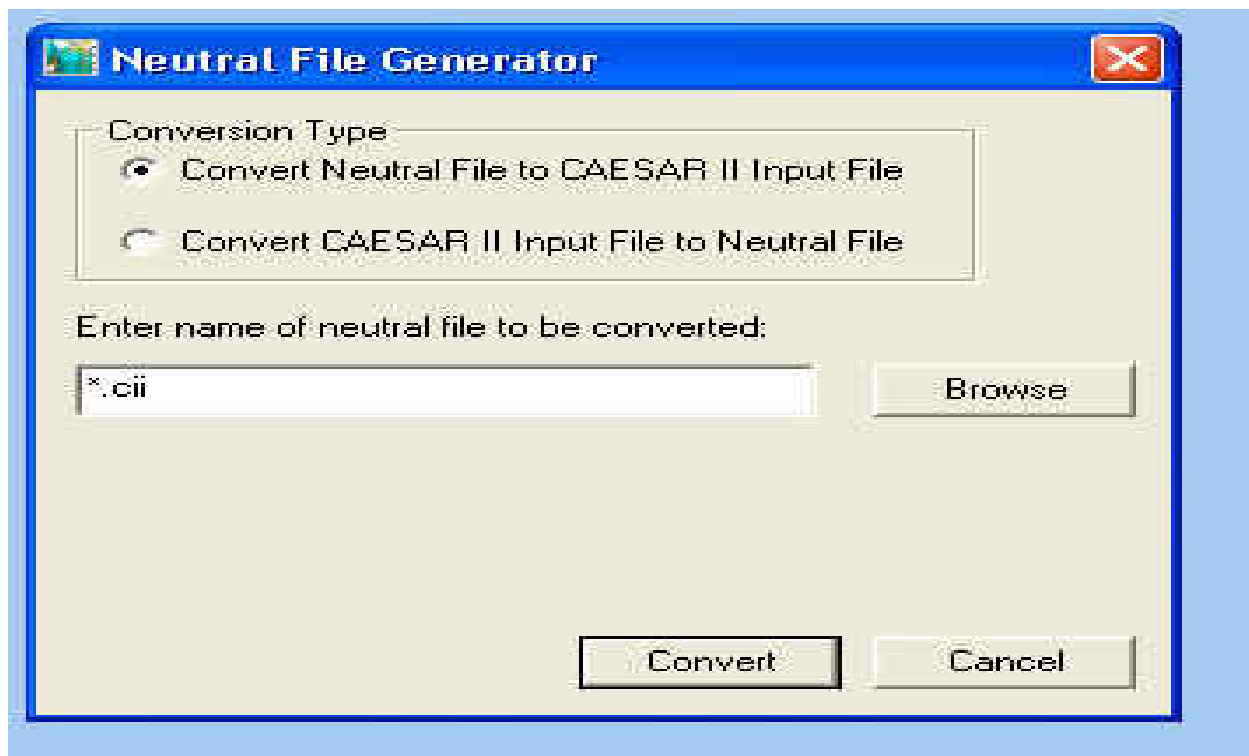 Neutral File Generator
Conversion Type
Convert Neutral File to CAESAR II Input File
Convert CAESAR II Input File to Neutral File
Enter name of neutral file to be converted:
*.cii
Browse
Convert
Cancel